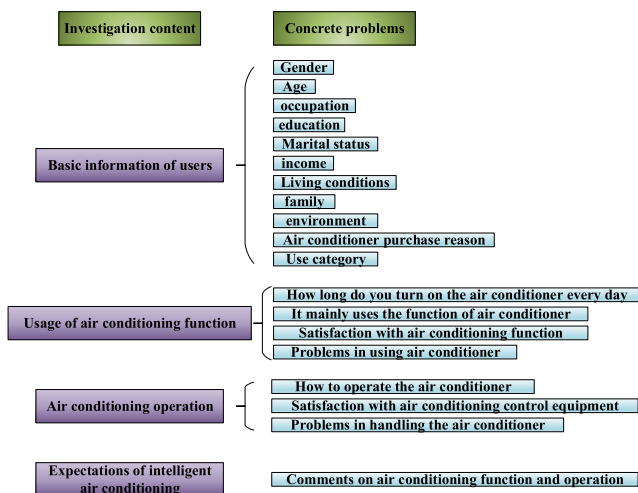 Investigation content
Concrete problems
Basic information of users
Gender
Age
occupation
education
Marital status
income
Living conditions
family
environment
Air conditioner purchase reason
Use category
Usage of air conditioning function
How long do you turn on the air conditioner every day
It mainly uses the function of air conditioner
Satisfaction with air conditioning function
Problems in using air conditioner
Air conditioning operation
How to operate the air conditioner
Satisfaction with air conditioning control equipment
Problems in handling the air conditioner
Expectations of intelligent
air conditioning
Comments on air conditioning function and operation